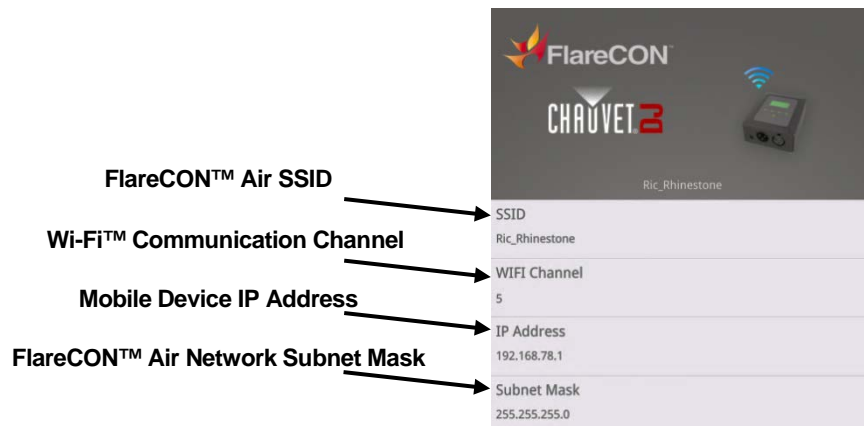 FlareCON™
CHAUVET DJ
Ric_Rhinestone
FlareCON™ Air SSID
SSID
Ric_Rhinestone
Wi-Fi™ Communication Channel
WIFI Channel
5
Mobile Device IP Address
IP Address
192.168.78.1
FlareCON™ Air Network Subnet Mask
Subnet Mask
255.255.255.0